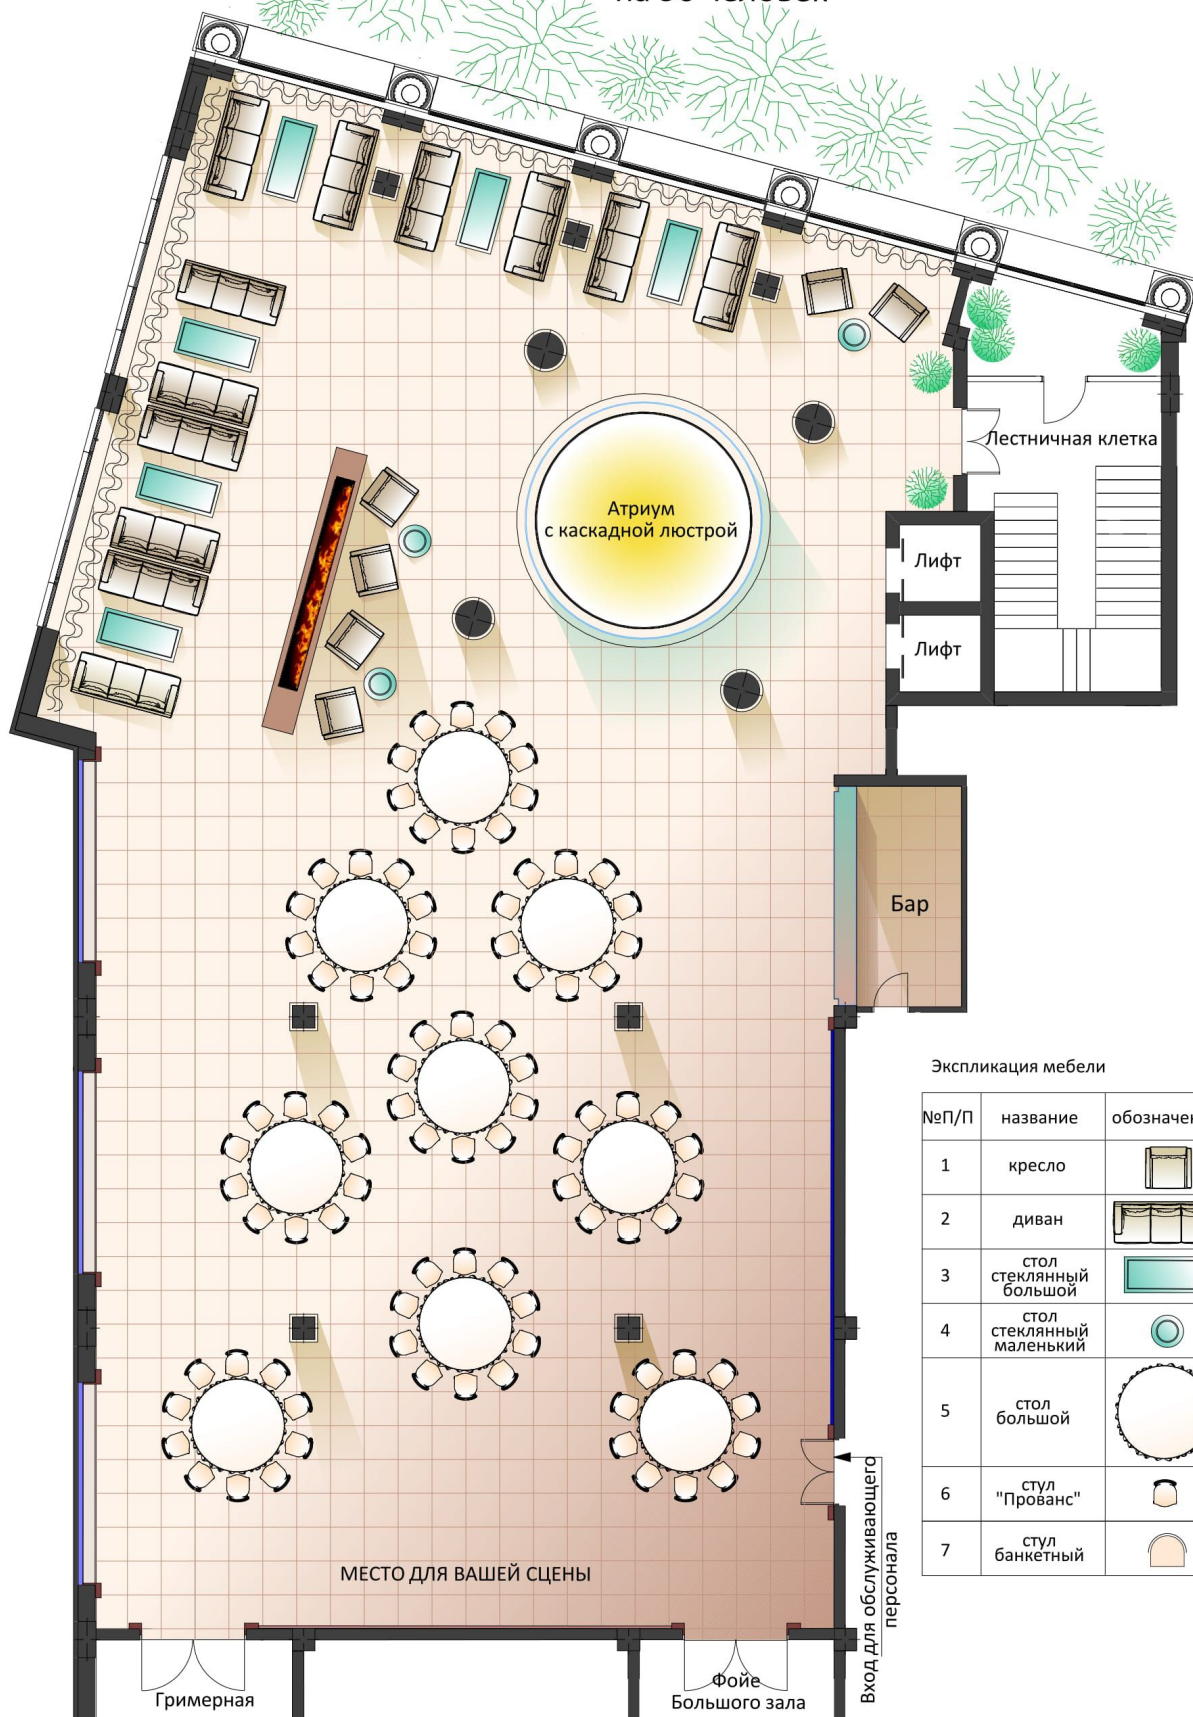 Лестничная клетка
Атриум
с каскадной люстрой
Лифт
Лифт
Бар
Экспликация мебели
№П/П название
1 кресло
2 диван
3 стол
стеклянный
большой
4 стол
стеклянный
маленький
5 стол
большой
6 стул
"Прованс"
7 стул
банкетный
Вход для обслуживающего
персонала
МЕСТО ДЛЯ ВАШЕЙ СЦЕНЫ
Гримерная
Фойе
Большого зала